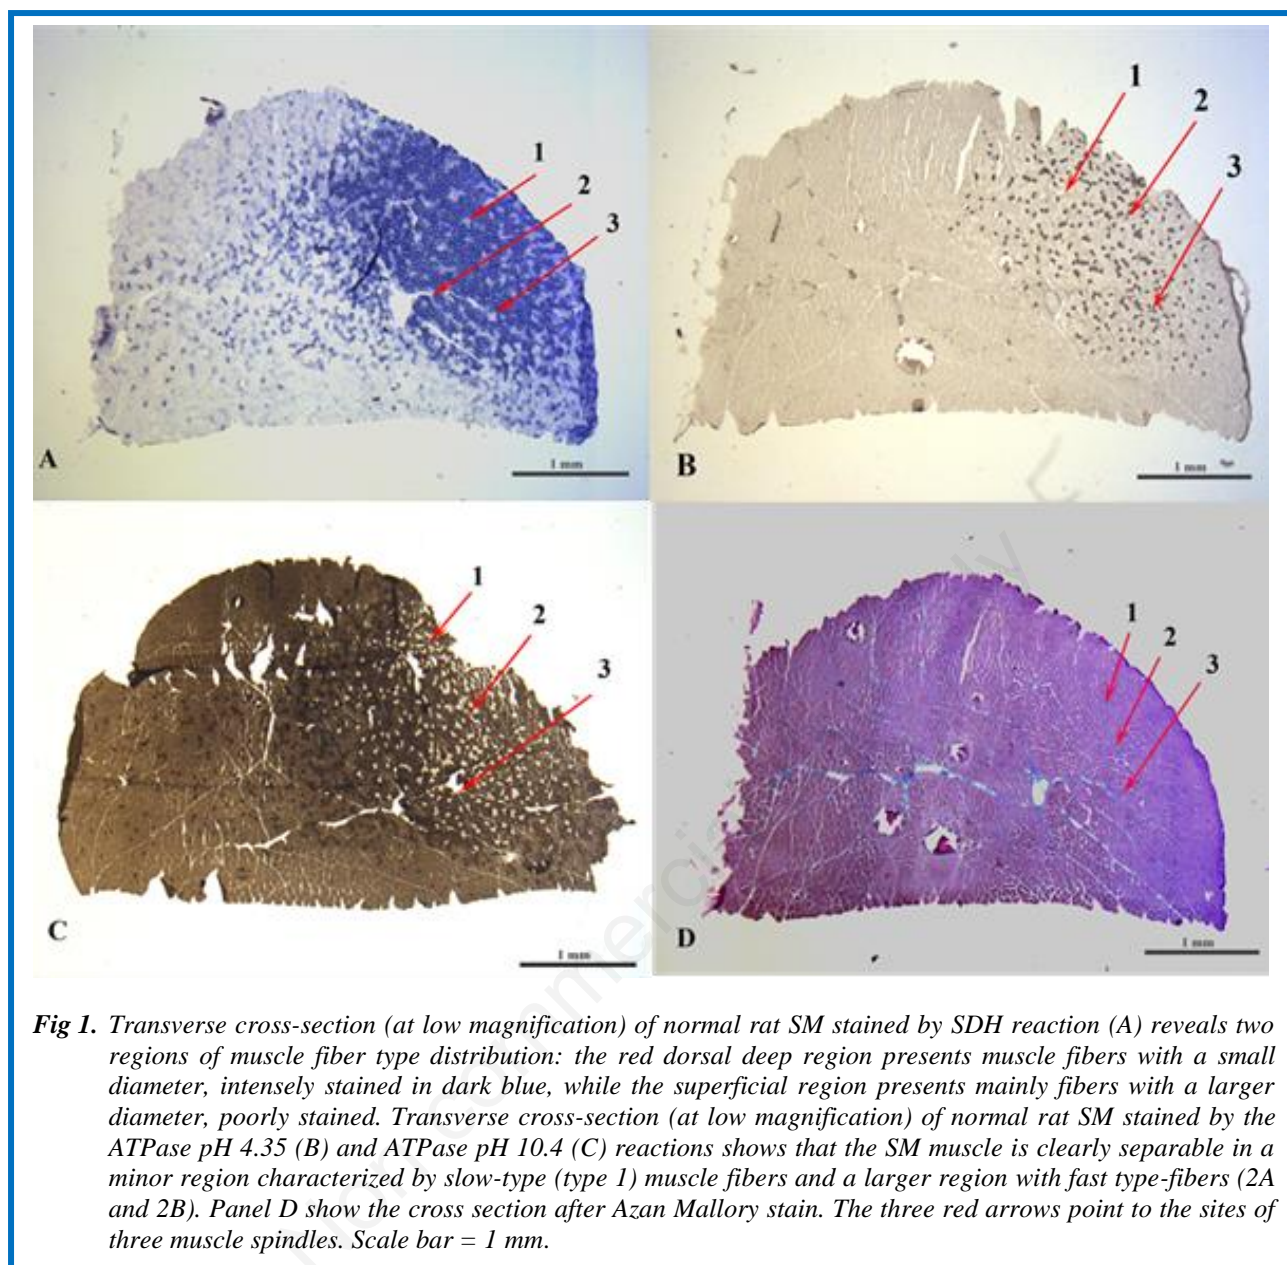 1
2
3
A
1 mm
1
2
3
B
1 mm
1
2
3
C
1 mm
1
2
3
D
1 mm
Fig 1. Transverse cross-section (at low magnification) of normal rat SM stained by SDH reaction (A) reveals two
regions of muscle fiber type distribution: the red dorsal deep region presents muscle fibers with a small
diameter, intensely stained in dark blue, while the superficial region presents mainly fibers with a larger
diameter, poorly stained. Transverse cross-section (at low magnification) of normal rat SM stained by the
ATPase pH 4.35 (B) and ATPase pH 10.4 (C) reactions shows that the SM muscle is clearly separable in a
minor region characterized by slow-type (type 1) muscle fibers and a larger region with fast type-fibers (2A
and 2B). Panel D show the cross section after Azan Mallory stain. The three red arrows point to the sites of
three muscle spindles. Scale bar = 1 mm.